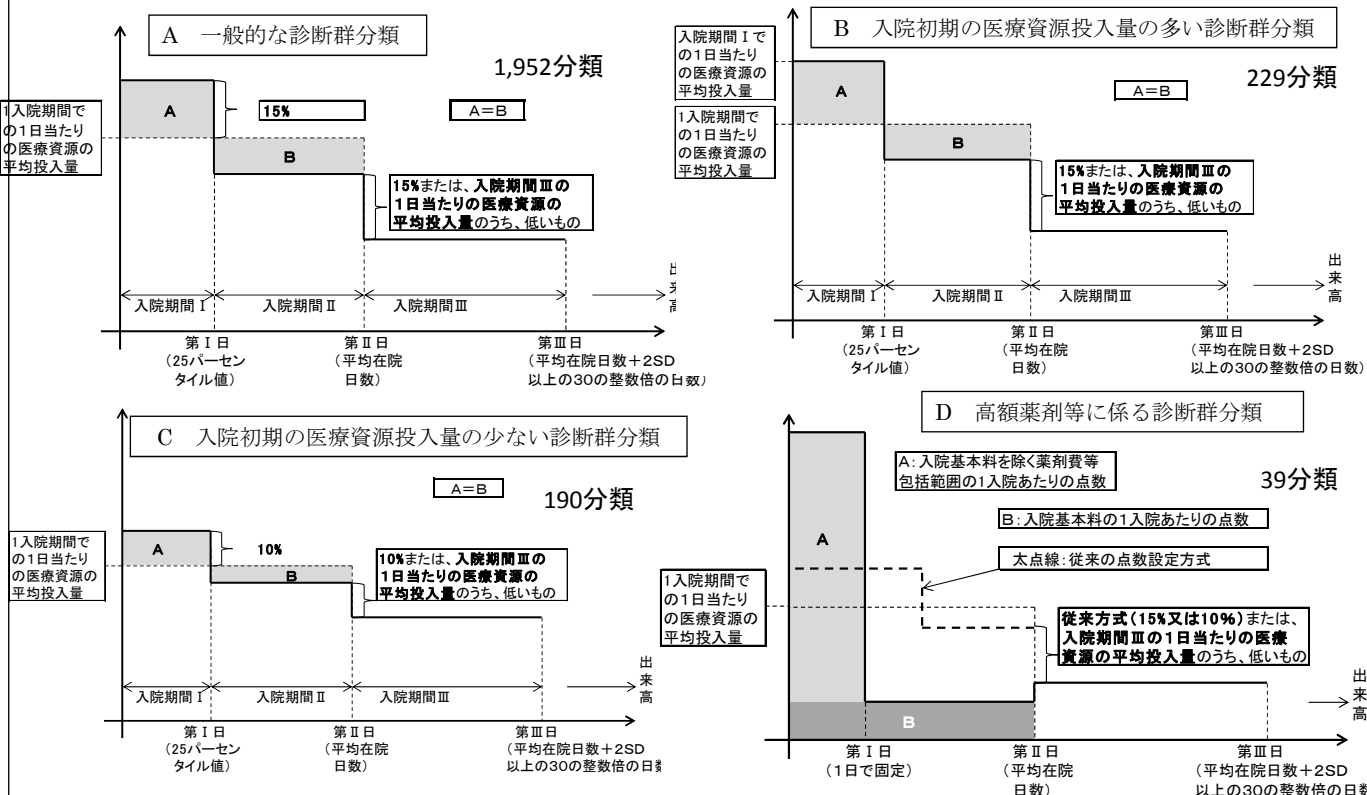 A　一般的な診断群分類
1,952分類
1入院期間で
の1日当たり
の医療資源の
平均投入量
A
15%
A＝B
B
15%または、入院期間Ⅲの
1日当たりの医療資源の
平均投入量のうち、低いもの
出
来
高
入院期間Ⅰ
入院期間Ⅱ
入院期間Ⅲ
第Ⅰ日
（25パーセン
タイル値）
第Ⅱ日
（平均在院
日数）
第Ⅲ日
（平均在院日数＋2SD
以上の30の整数倍の日数）
B　入院初期の医療資源投入量の多い診断群分類
229分類
入院期間Ⅰで
の1日当たり
の医療資源の
平均投入量
1入院期間で
の1日当たり
の医療資源の
平均投入量
A
A＝B
B
15%または、入院期間Ⅲの
1日当たりの医療資源の
平均投入量のうち、低いもの
出
来
高
入院期間Ⅰ
入院期間Ⅱ
入院期間Ⅲ
第Ⅰ日
（25パーセン
タイル値）
第Ⅱ日
（平均在院
日数）
第Ⅲ日
（平均在院日数＋2SD
以上の30の整数倍の日数）
C　入院初期の医療資源投入量の少ない診断群分類
A＝B
190分類
1入院期間で
の1日当たり
の医療資源の
平均投入量
A
10%
B
10%または、入院期間Ⅲの
1日当たりの医療資源の
平均投入量のうち、低いもの
出
来
高
入院期間Ⅰ
入院期間Ⅱ
入院期間Ⅲ
第Ⅰ日
（25パーセン
タイル値）
第Ⅱ日
（平均在院
日数）
第Ⅲ日
（平均在院日数＋2SD
以上の30の整数倍の日数
D　高額薬剤等に係る診断群分類
A：入院基本料を除く薬剤費等
包括範囲の1入院あたりの点数
39分類
B：入院基本料の1入院あたりの点数
A
太点線：従来の点数設定方式
1入院期間で
の1日当たり
の医療資源の
平均投入量
従来方式（15%又は10%）または、
入院期間Ⅲの1日当たりの医療
資源の平均投入量のうち、低いもの
出
来
高
B
第Ⅰ日
（1日で固定）
第Ⅱ日
（平均在院
日数）
第Ⅲ日
（平均在院日数＋2SD
以上の30の整数倍の日数